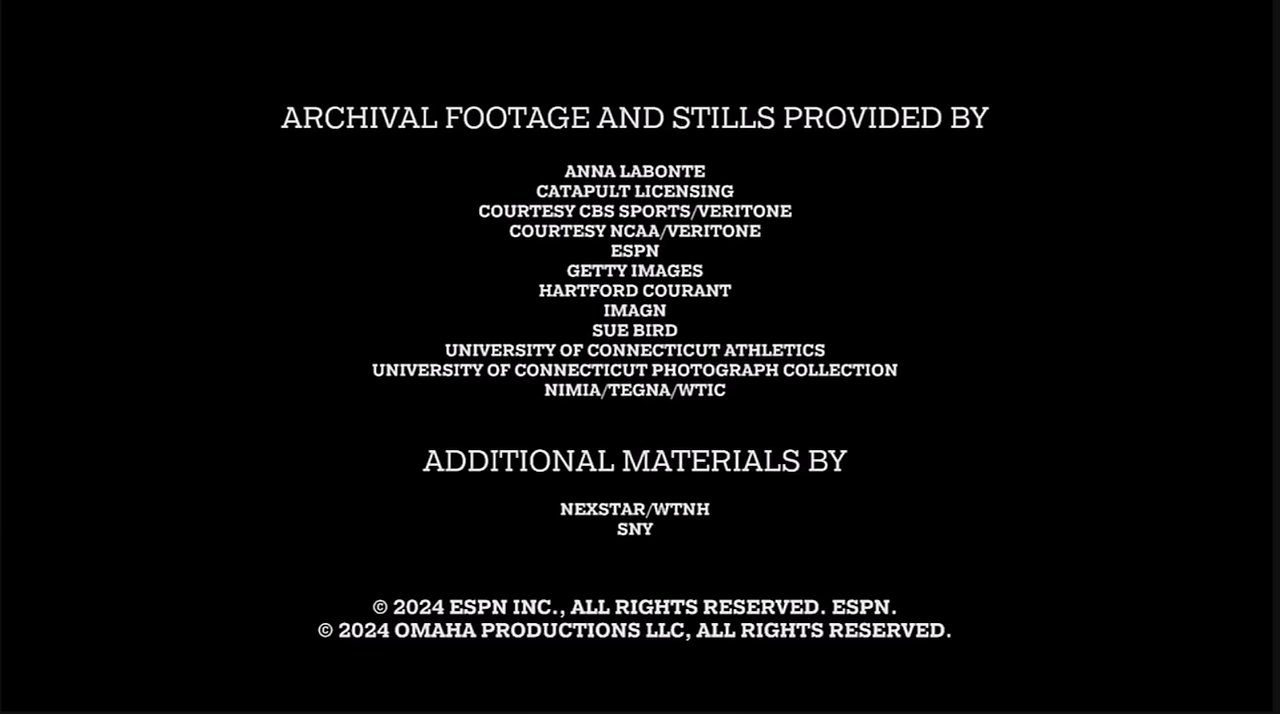 ARCHIVAL FOOTAGE AND STILLS PROVIDED BY
ANNA LABONTE
CATAPULT LICENSING
COURTESY CBS SPORTS/VERITONE
COURTESY NCAA/VERITONE
ESPN
GETTY IMAGES
HARTFORD COURANT
IMAGN
SUE BIRD
UNIVERSITY OF CONNECTICUT ATHLETICS
UNIVERSITY OF CONNECTICUT PHOTOGRAPH COLLECTION
NIMIA/TEGNA/WTIC
ADDITIONAL MATERIALS BY
NEXSTAR/WTNH
SNY
© 2024 ESPN INC., ALL RIGHTS RESERVED. ESPN.
© 2024 OMAHA PRODUCTIONS LLC, ALL RIGHTS RESERVED.